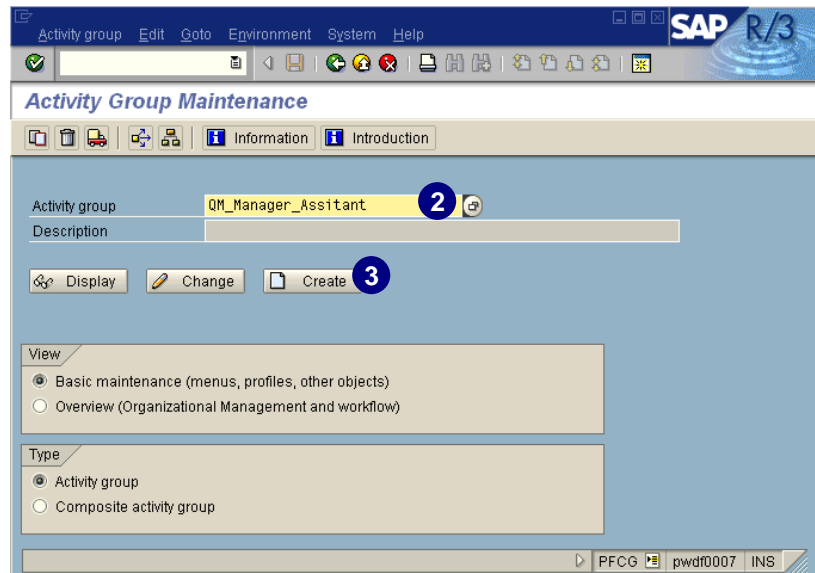 Activity group Edit Goto Environment System Help
SAP R/3
Activity Group Maintenance
Information Introduction
Activity group QM_Manager_Assitant 2
Description
Display Change Create 3
View
Basic maintenance (menus, profiles, other objects)
Overview (Organizational Management and workflow)
Type
Activity group
Composite activity group
PFCG pwdf0007 INS